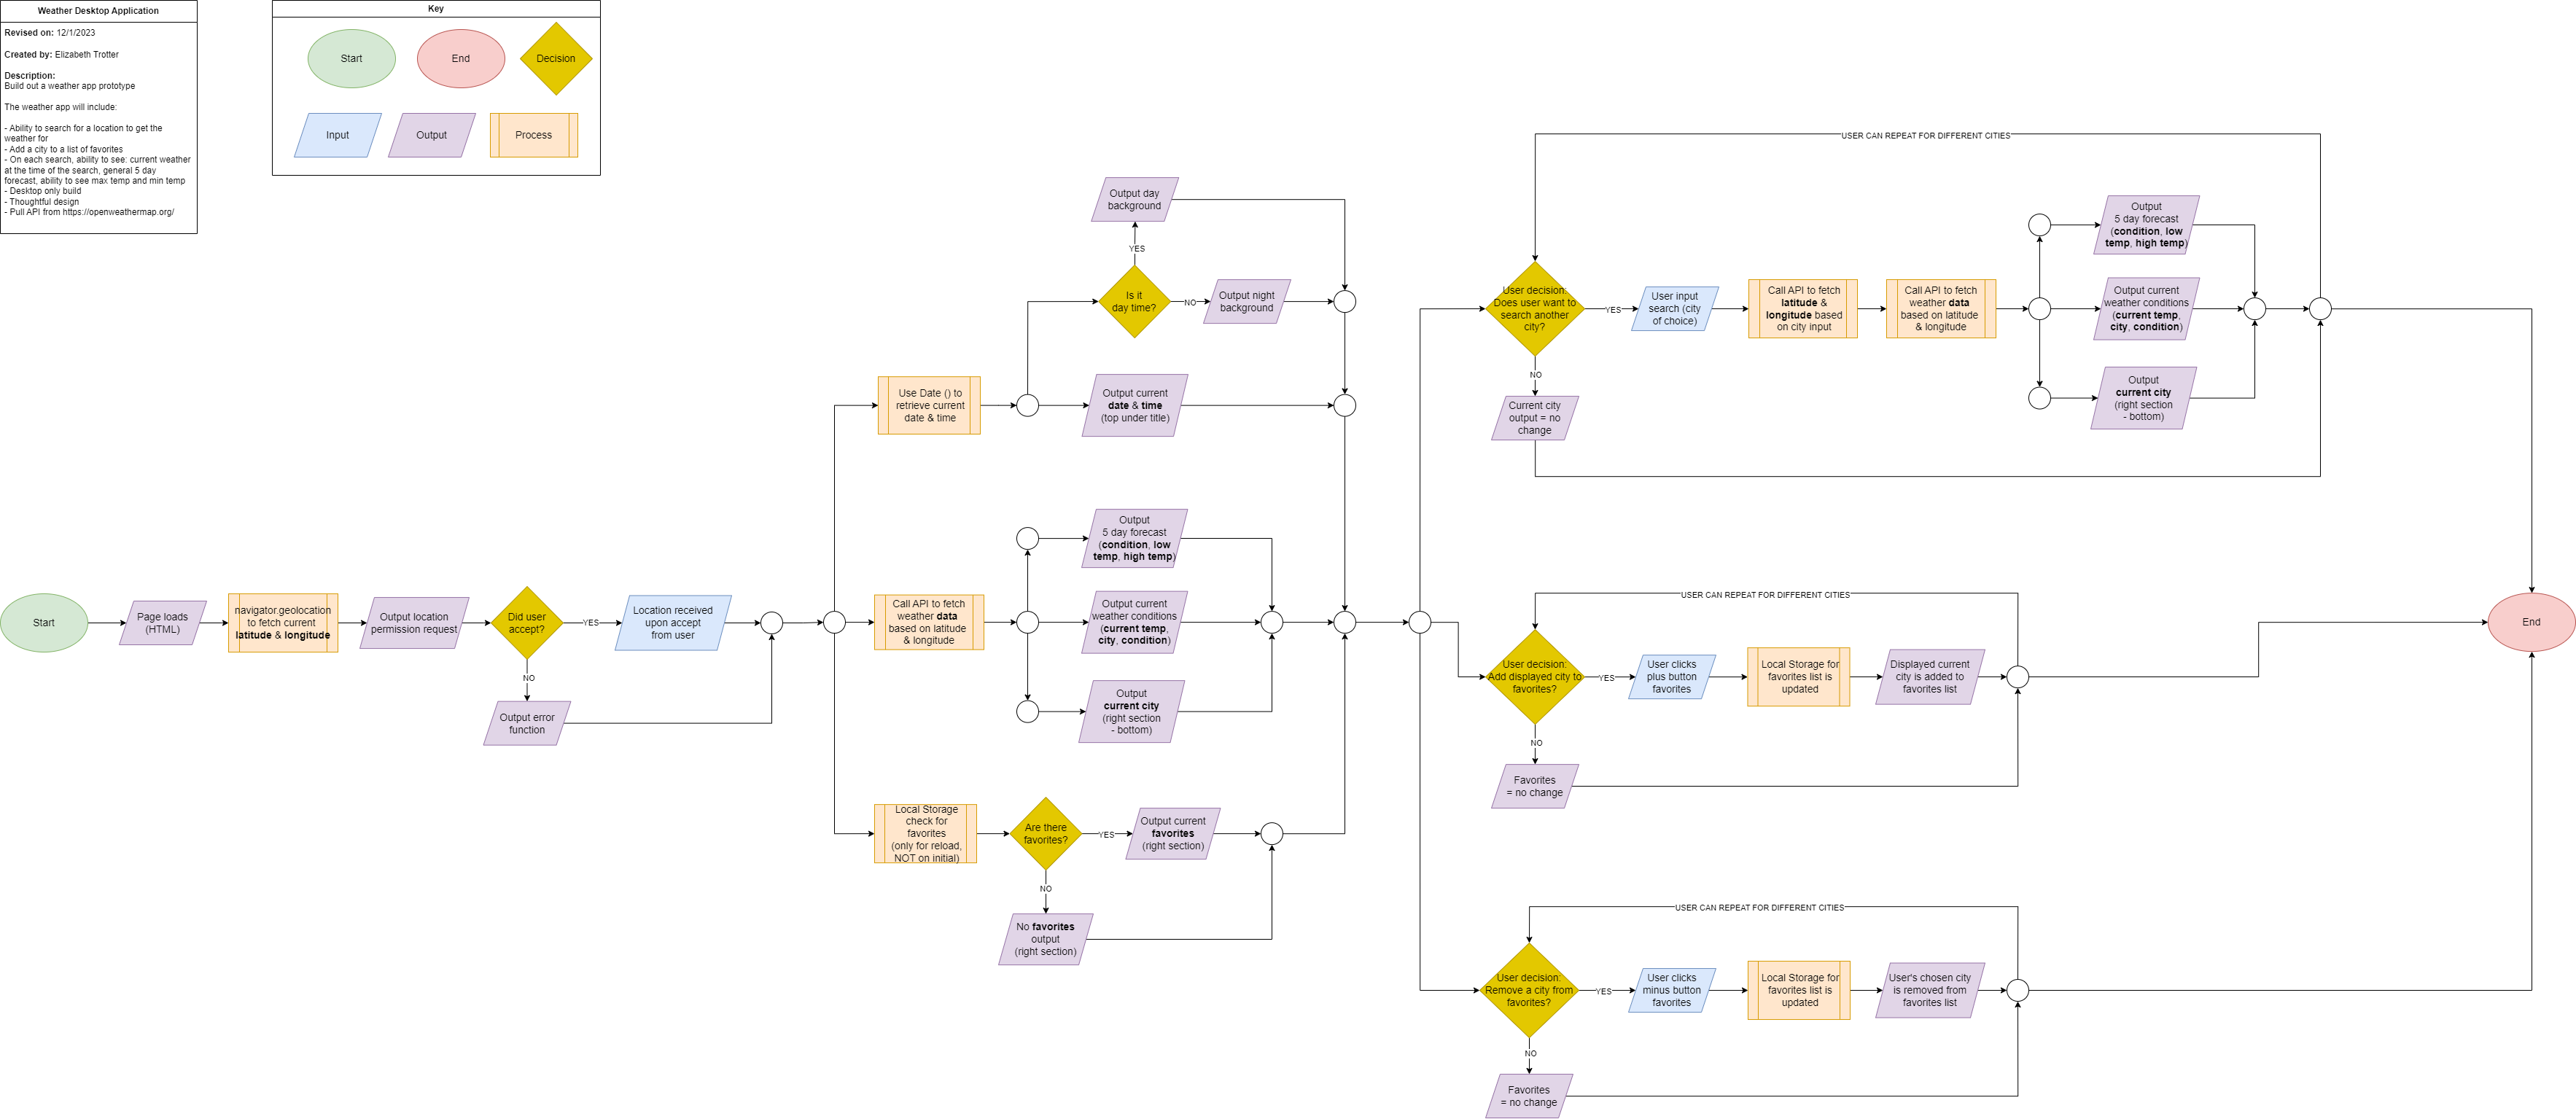 Weather Desktop Application
Revised on: 12/1/2023
Created by: Elizabeth Trotter
Description:
Build out a weather app prototype
The weather app will include:
- Ability to search for a location to get the
weather for
- Add a city to a list of favorites
- On each search, ability to see: current weather
at the time of the search, general 5 day
forecast, ability to see max temp and min temp
- Desktop only build
- Thoughtful design
- Pull API from https://openweathermap.org/
Key
Start
End
Decision
Input
Output
Process
Start
Page loads
(HTML)
navigator.geolocation
to fetch current
latitude & longitude
Output location
permission request
Did user
accept?
YES
Location received
upon accept
from user
NO
Output error
function
Use Date () to
retrieve current
date & time
Is it
day time?
YES
Output day
background
NO
Output night
background
Output current
date & time
(top under title)
Call API to fetch
weather data
based on latitude
& longitude
Output
5 day forecast
(condition, low
temp, high temp)
Output current
weather conditions
(current temp,
city, condition)
Output
current city
(right section
- bottom)
Local Storage
check for
favorites
(only for reload,
NOT on initial)
Are there
favorites?
YES
Output current
favorites
(right section)
NO
No favorites
output
(right section)
USER CAN REPEAT FOR DIFFERENT CITIES
User decision:
Does user want to
search another
city?
YES
User input
search (city
of choice)
Call API to fetch
latitude &
longitude based
on city input
Call API to fetch
weather data
based on latitude
& longitude
Output
5 day forecast
(condition, low
temp, high temp)
Output current
weather conditions
(current temp,
city, condition)
Output
current city
(right section
- bottom)
NO
Current city
output = no
change
USER CAN REPEAT FOR DIFFERENT CITIES
User decision:
Add displayed city to
favorites?
YES
User clicks
plus button
favorites
Local Storage for
favorites list is
updated
Displayed current
city is added to
favorites list
NO
Favorites
= no change
USER CAN REPEAT FOR DIFFERENT CITIES
User decision:
Remove a city from
favorites?
YES
User clicks
minus button
favorites
Local Storage for
favorites list is
updated
User's chosen city
is removed from
favorites list
NO
Favorites
= no change
End